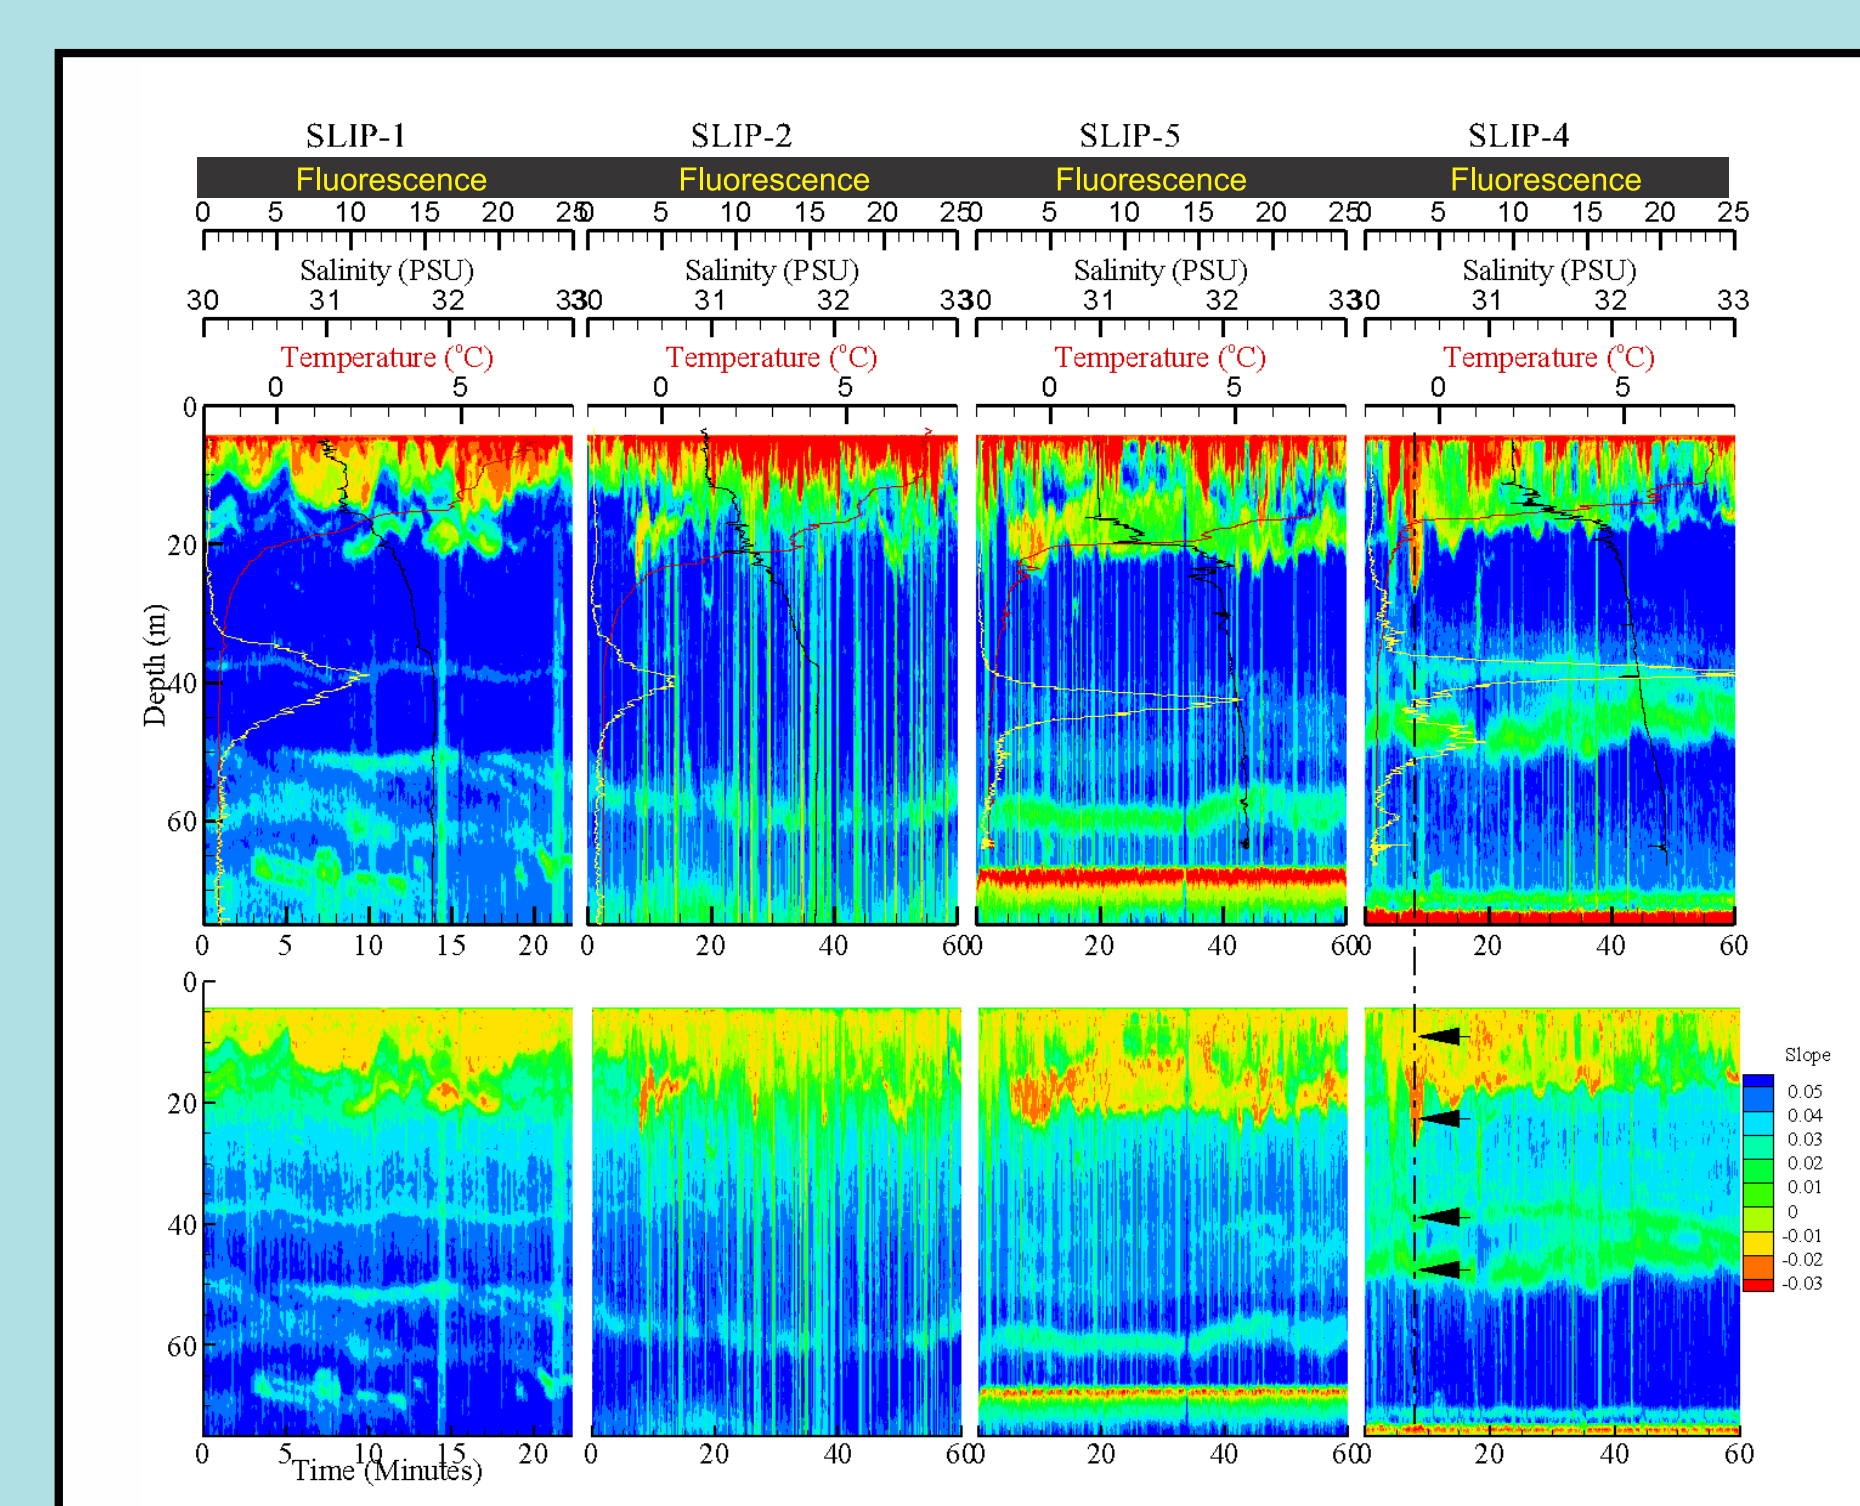 SLIP-1 SLIP-2 SLIP-5 SLIP-4
Fluorescence Fluorescence Fluorescence Fluorescence
0 5 10 15 20 25 0 5 10 15 20 25 0 5 10 15 20 25 0 5 10 15 20 25
Salinity (PSU) Salinity (PSU) Salinity (PSU) Salinity (PSU)
30 31 32 33 30 31 32 33 30 31 32 33 30 31 32 33
Temperature (°C) Temperature (°C) Temperature (°C) Temperature (°C)
0 5 0 5 0 5 0 5
0
20
40
60
Depth (m)
0 5 10 15 20 0 20 40 60 0 20 40 60 0 20 40 60
0
20
40
60
Slope
0.05
0.04
0.03
0.02
0.01
0
-0.01
-0.02
-0.03
0 5 10 15 20 0 20 40 60 0 20 40 60 0 20 40 60
Time (Minutes)